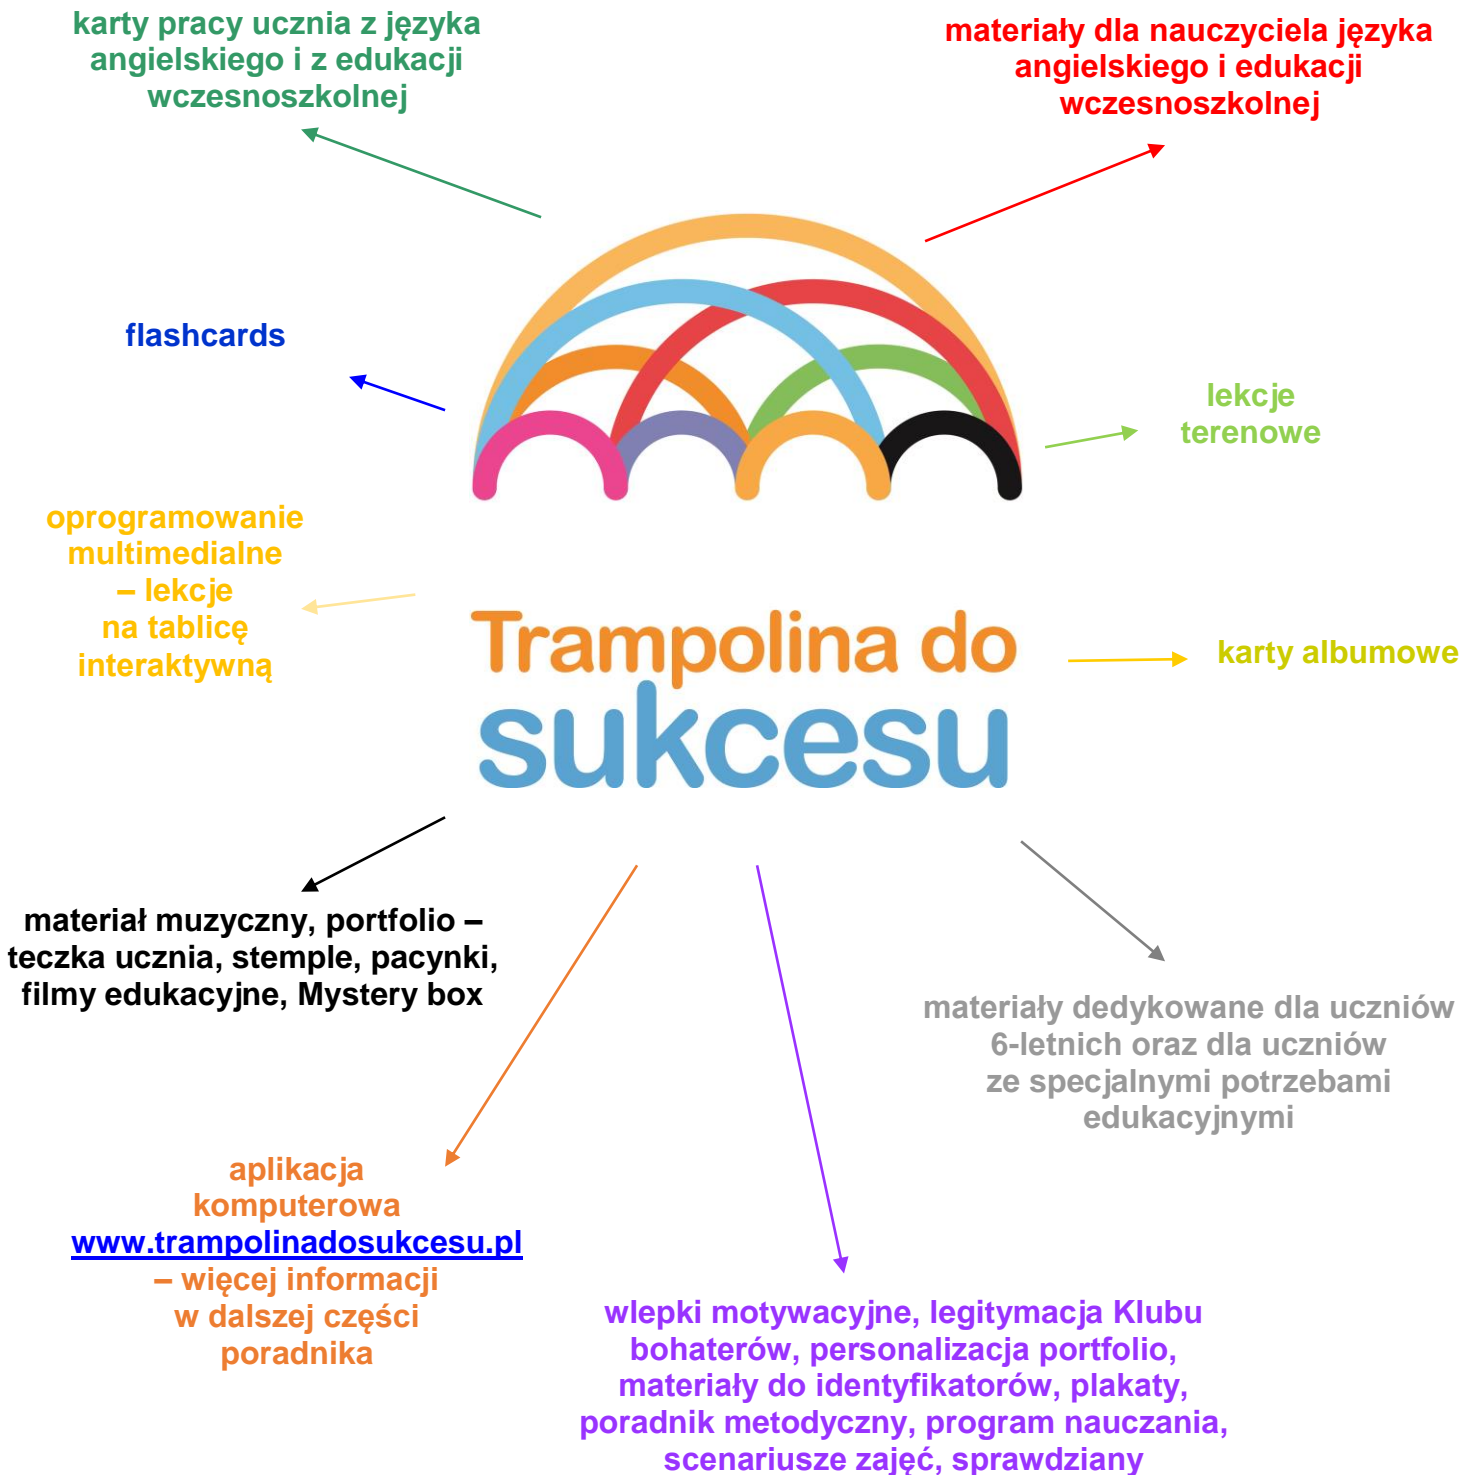 karty pracy ucznia z języka
angielskiego i z edukacji
wczesnoszkolnej
materiały dla nauczyciela języka
angielskiego i edukacji
wczesnoszkolnej
flashcards
lekcje
terenowe
oprogramowanie
multimedialne
– lekcje
na tablicę
interaktywną
Trampolina do
sukcesu
karty albumowe
materiał muzyczny, portfolio –
teczka ucznia, stemple, pacynki,
filmy edukacyjne, Mystery box
materiały dedykowane dla uczniów
6-letnich oraz dla uczniów
ze specjalnymi potrzebami
edukacyjnymi
aplikacja
komputerowa
www.trampolinadosukcesu.pl
– więcej informacji
w dalszej części
poradnika
wlepki motywacyjne, legitymacja Klubu
bohaterów, personalizacja portfolio,
materiały do identyfikatorów, plakaty,
poradnik metodyczny, program nauczania,
scenariusze zajęć, sprawdziany